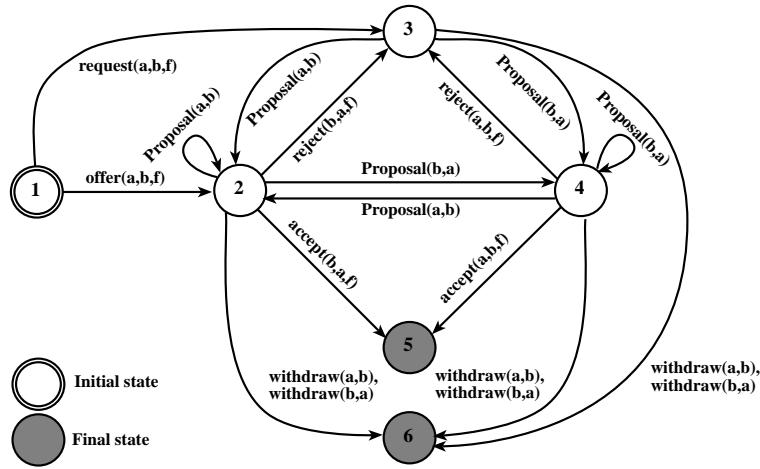 3
request(a,b,f)
Proposal(a,b)
Proposal(a,b)
reject(b,a,f)
reject(a,b,f)
Proposal(b,a)
Proposal(b,a)
1
offer(a,b,f)
2
Proposal(b,a)
4
Proposal(a,b)
accept(b,a,f)
accept(a,b,f)
5
Initial state
withdraw(a,b),
withdraw(b,a)
withdraw(a,b),
withdraw(b,a)
withdraw(a,b),
withdraw(b,a)
Final state
6